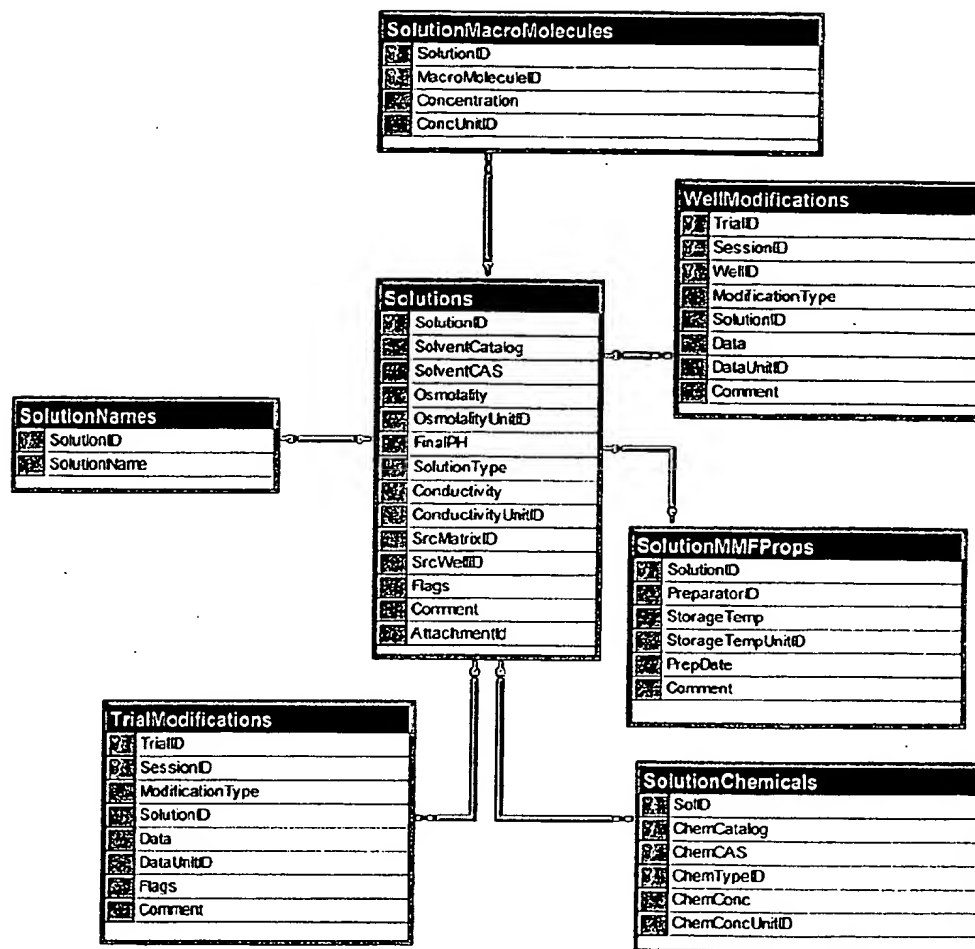 SolutionMacroMolecules
SolutionID
MacroMoleculeID
Concentration
ConcUnitID
WellModifications
TrialID
SessionID
WellID
ModificationType
SolutionID
Data
DataUnitID
Comment
Solutions
SolutionID
SolventCatalog
SolventCAS
Osmolality
OsmolalityUnitID
FinalPH
SolutionType
Conductivity
ConductivityUnitID
SrcMatrixID
SrcWellID
Flags
Comment
AttachmentId
SolutionNames
SolutionID
SolutionName
SolutionMMFProps
SolutionID
PreparatorID
StorageTemp
StorageTempUnitID
PrepDate
Comment
TrialModifications
TrialID
SessionID
ModificationType
SolutionID
Data
DataUnitID
Flags
Comment
SolutionChemicals
SolID
ChemCatalog
ChemCAS
ChemTypeID
ChemConc
ChemConcUnitID